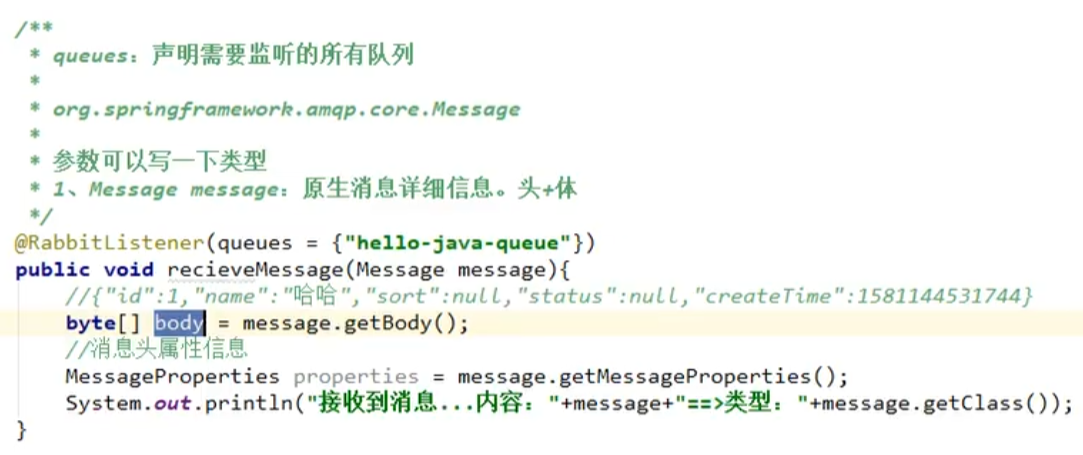 /**
 * queues：声明需要监听的所有队列
 *
 * org.springframework.amqp.core.Message
 *
 * 参数可以写一下类型
 * 1、Message message：原生消息详细信息。头+体
 */
@RabbitListener(queues = {"hello-java-queue"})
public void recieveMessage(Message message){
    //{"id":1,"name":"哈哈","sort":null,"status":null,"createTime":1581144531744}
    byte[] body = message.getBody();
    //消息头属性信息
    MessageProperties properties = message.getMessageProperties();
    System.out.println("接收到消息...内容："+message+"==>类型："+message.getClass());
}